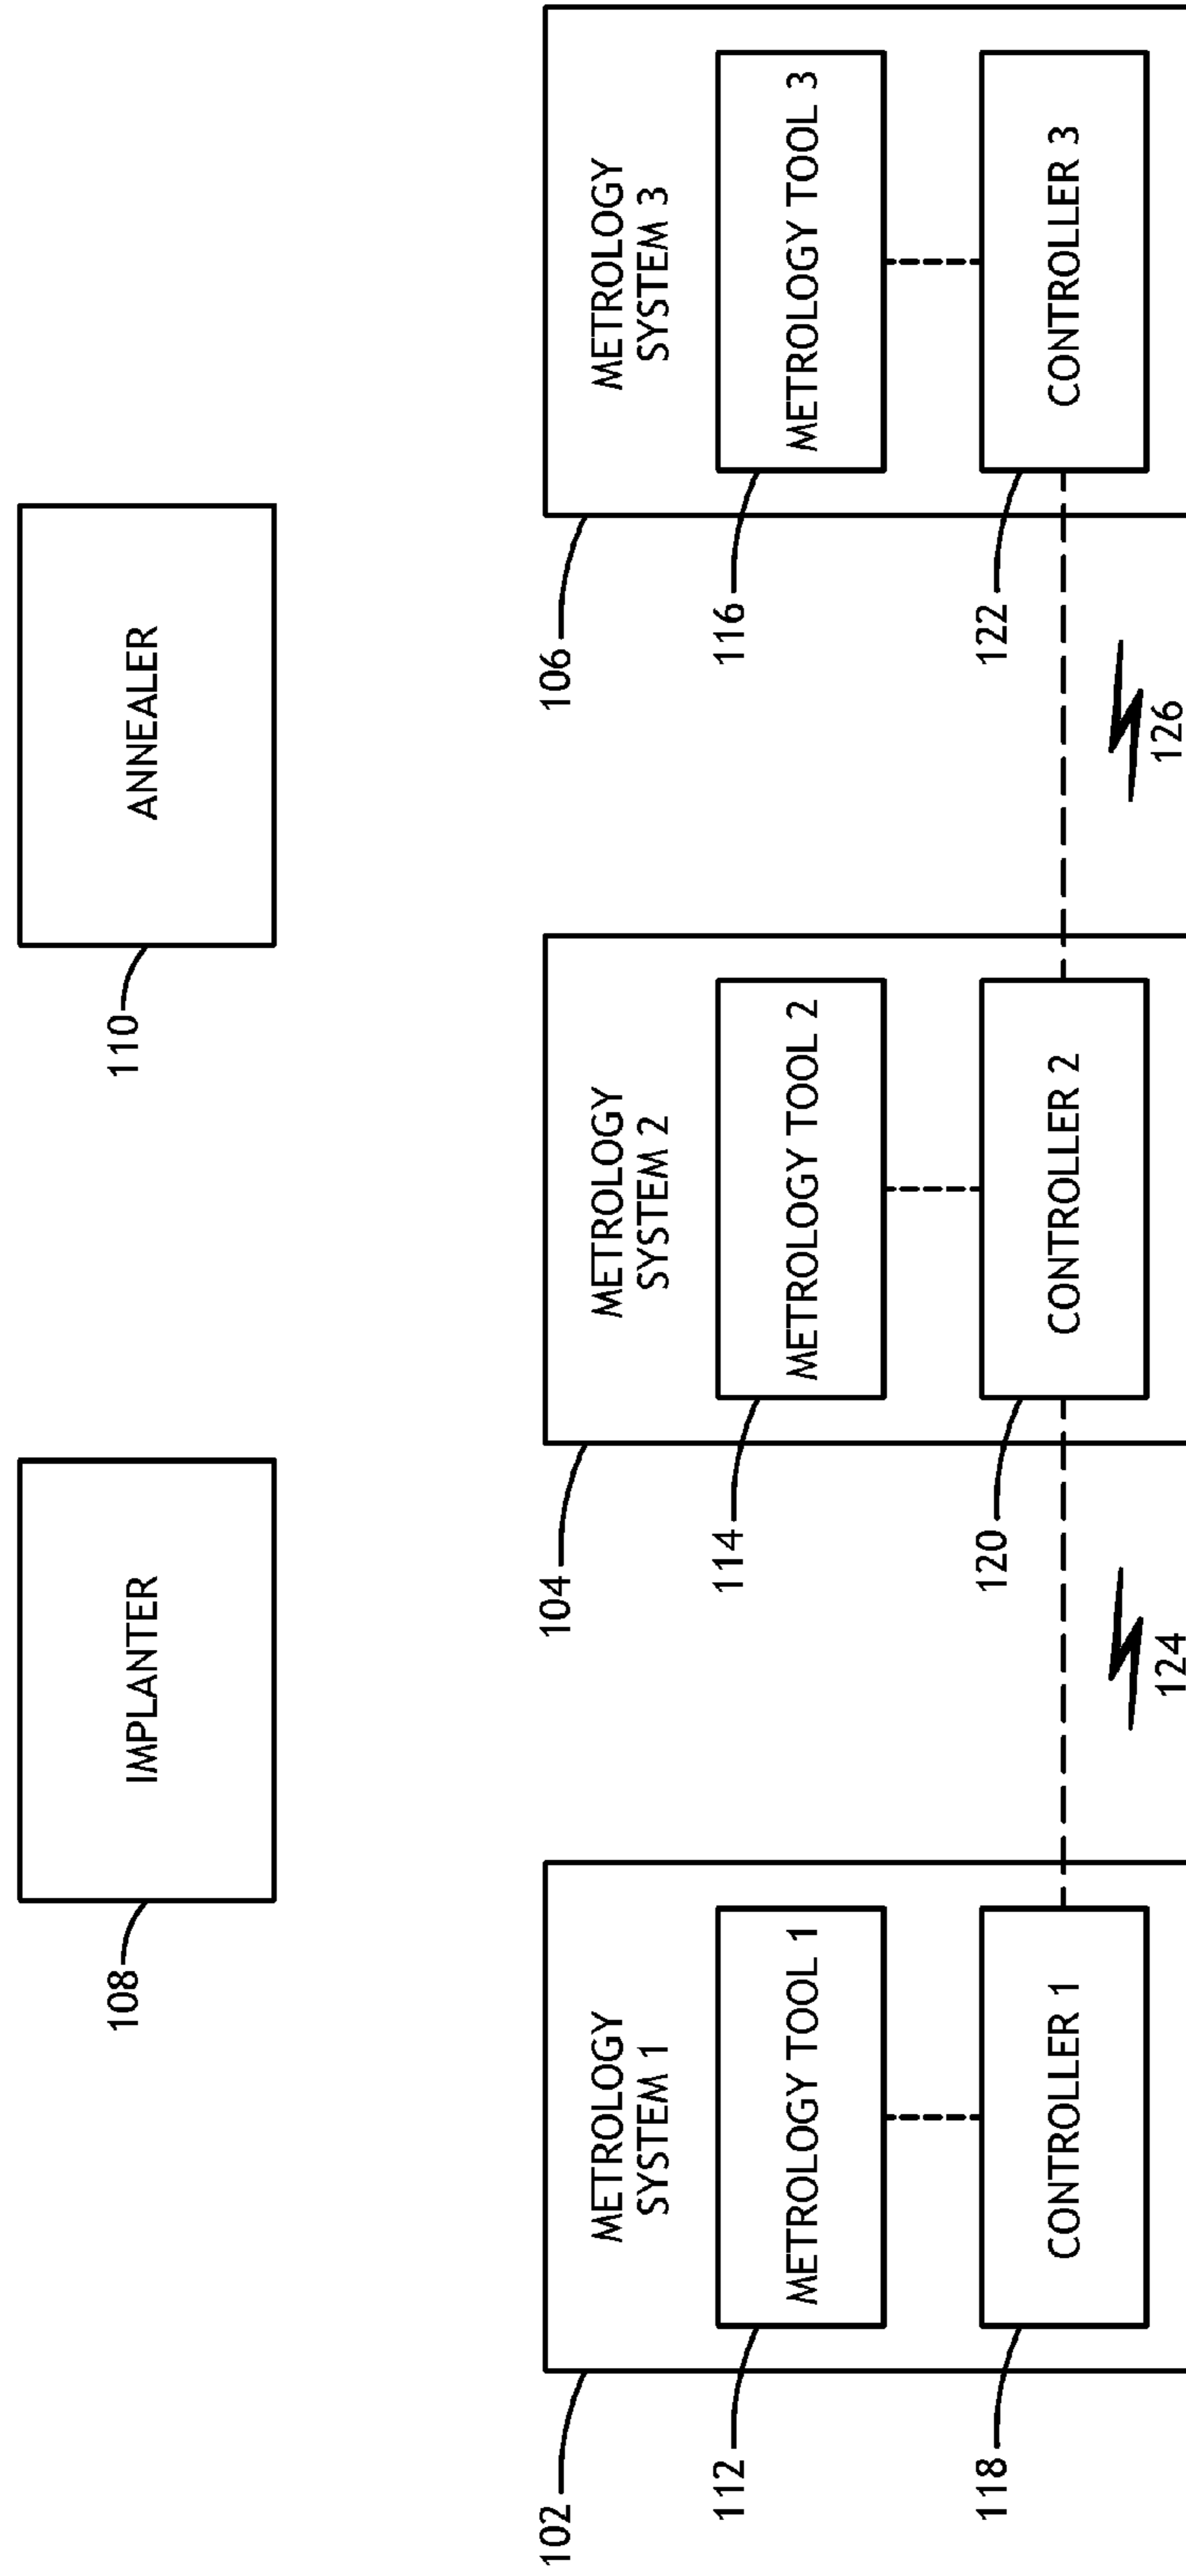 108
IMPLANTER
110
ANNEALER
102
METROLOGY
SYSTEM 1
112
METROLOGY TOOL 1
118
CONTROLLER 1
124
104
METROLOGY
SYSTEM 2
114
METROLOGY TOOL 2
120
CONTROLLER 2
126
106
METROLOGY
SYSTEM 3
116
METROLOGY TOOL 3
122
CONTROLLER 3